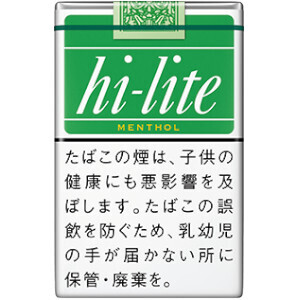 hi-lite
MENTHOL
たばこの煙は、子供の
健康にも悪影響を及
ぼします。たばこの誤
飲を防ぐため、乳幼児
の手が届かない所に
保管・廃棄を。